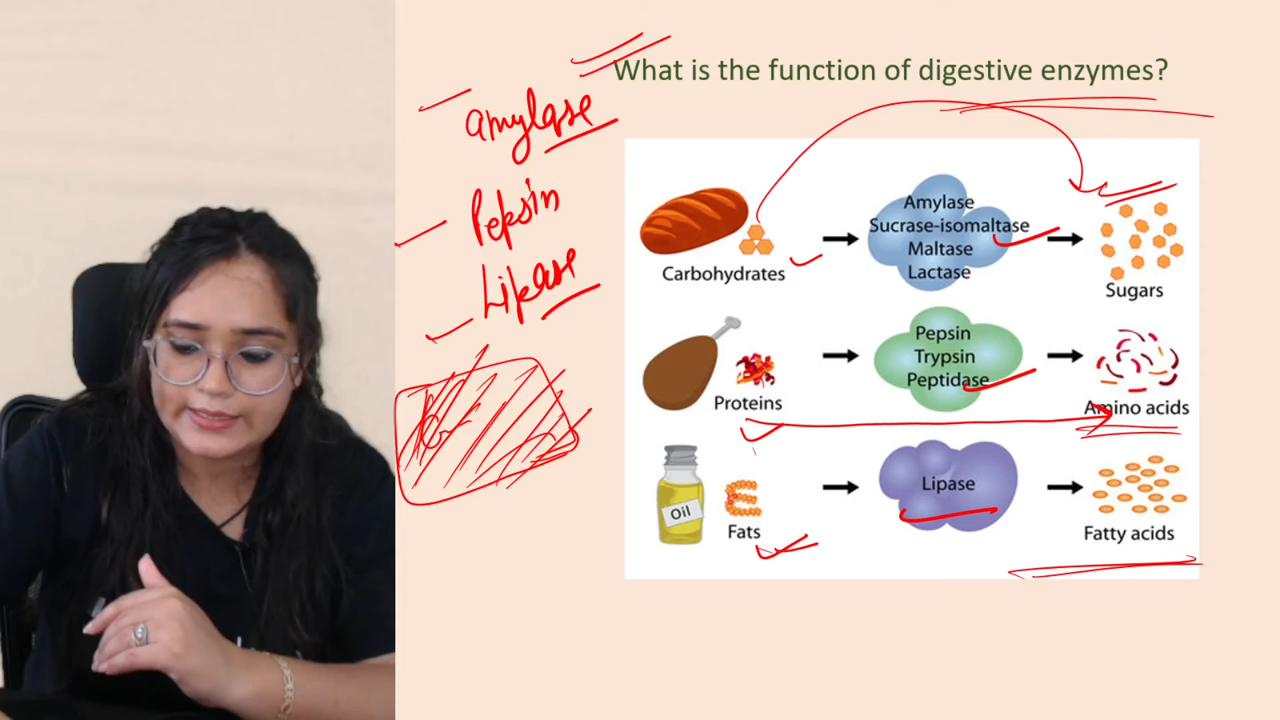 What is the function of digestive enzymes?
amylase
Pepsin
Lipase
Carbohydrates
Amylase
Sucrase-isomaltase
Maltase
Lactase
Sugars
Proteins
Pepsin
Trypsin
Peptidase
Amino acids
Oil
Fats
Lipase
Fatty acids